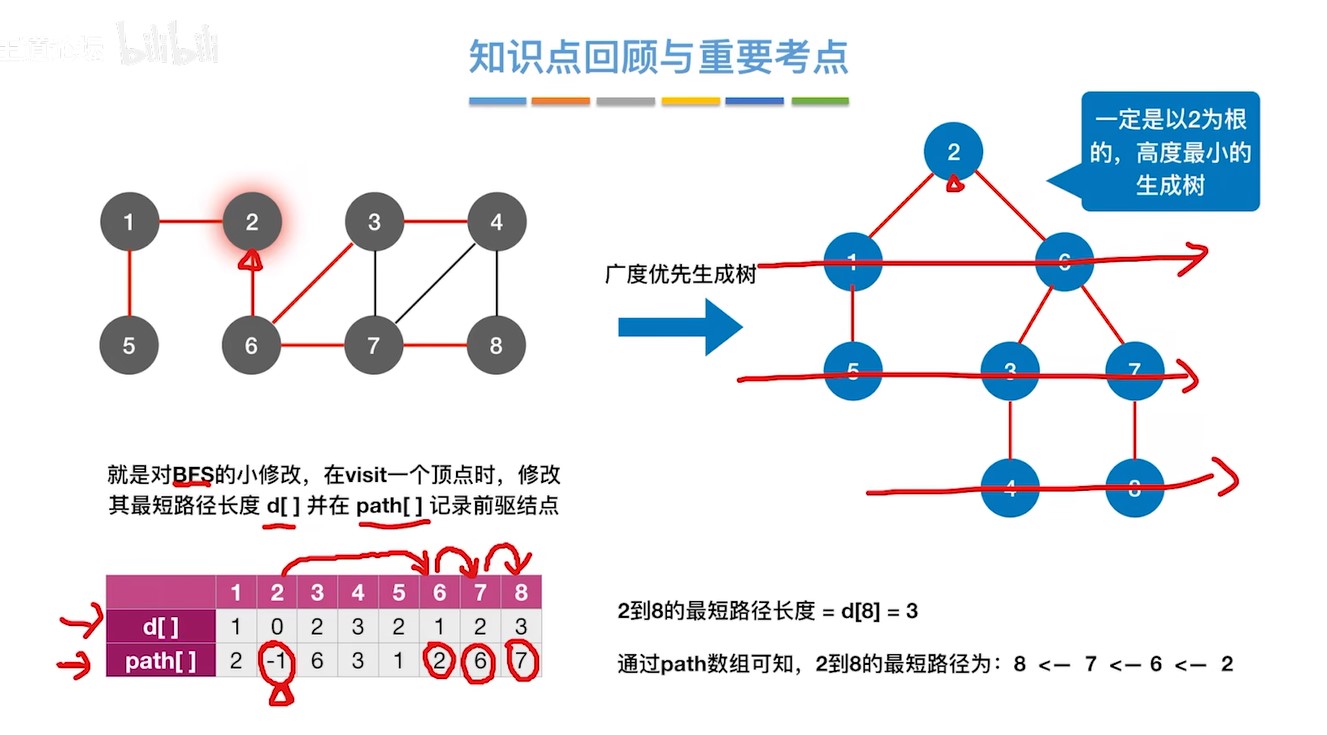 bilibili
知识点回顾与重要考点
一定是以2为根
的，高度最小的
生成树
2
1 2 3 4
1 6
广度优先生成树
5 6 7 8
5 3 7
4 8
就是对BFS的小修改，在visit一个顶点时，修改
其最短路径长度 d[ ] 并在 path[ ] 记录前驱结点
1 2 3 4 5 6 7 8
d[ ] 1 0 2 3 2 1 2 3
path[ ] 2 -1 6 3 1 2 6 7
2到8的最短路径长度 = d[8] = 3
通过path数组可知，2到8的最短路径为：8 <— 7 <— 6 <— 2